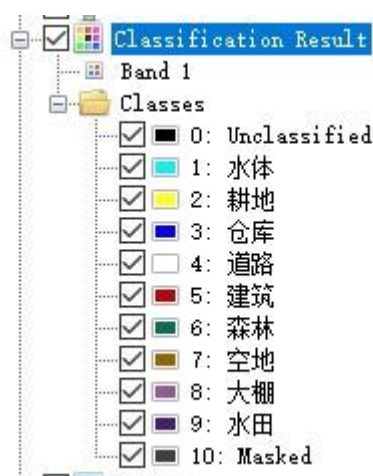 Classification Result
Band 1
Classes
0: Unclassified
1: 水体
2: 耕地
3: 仓库
4: 道路
5: 建筑
6: 森林
7: 空地
8: 大棚
9: 水田
10: Masked